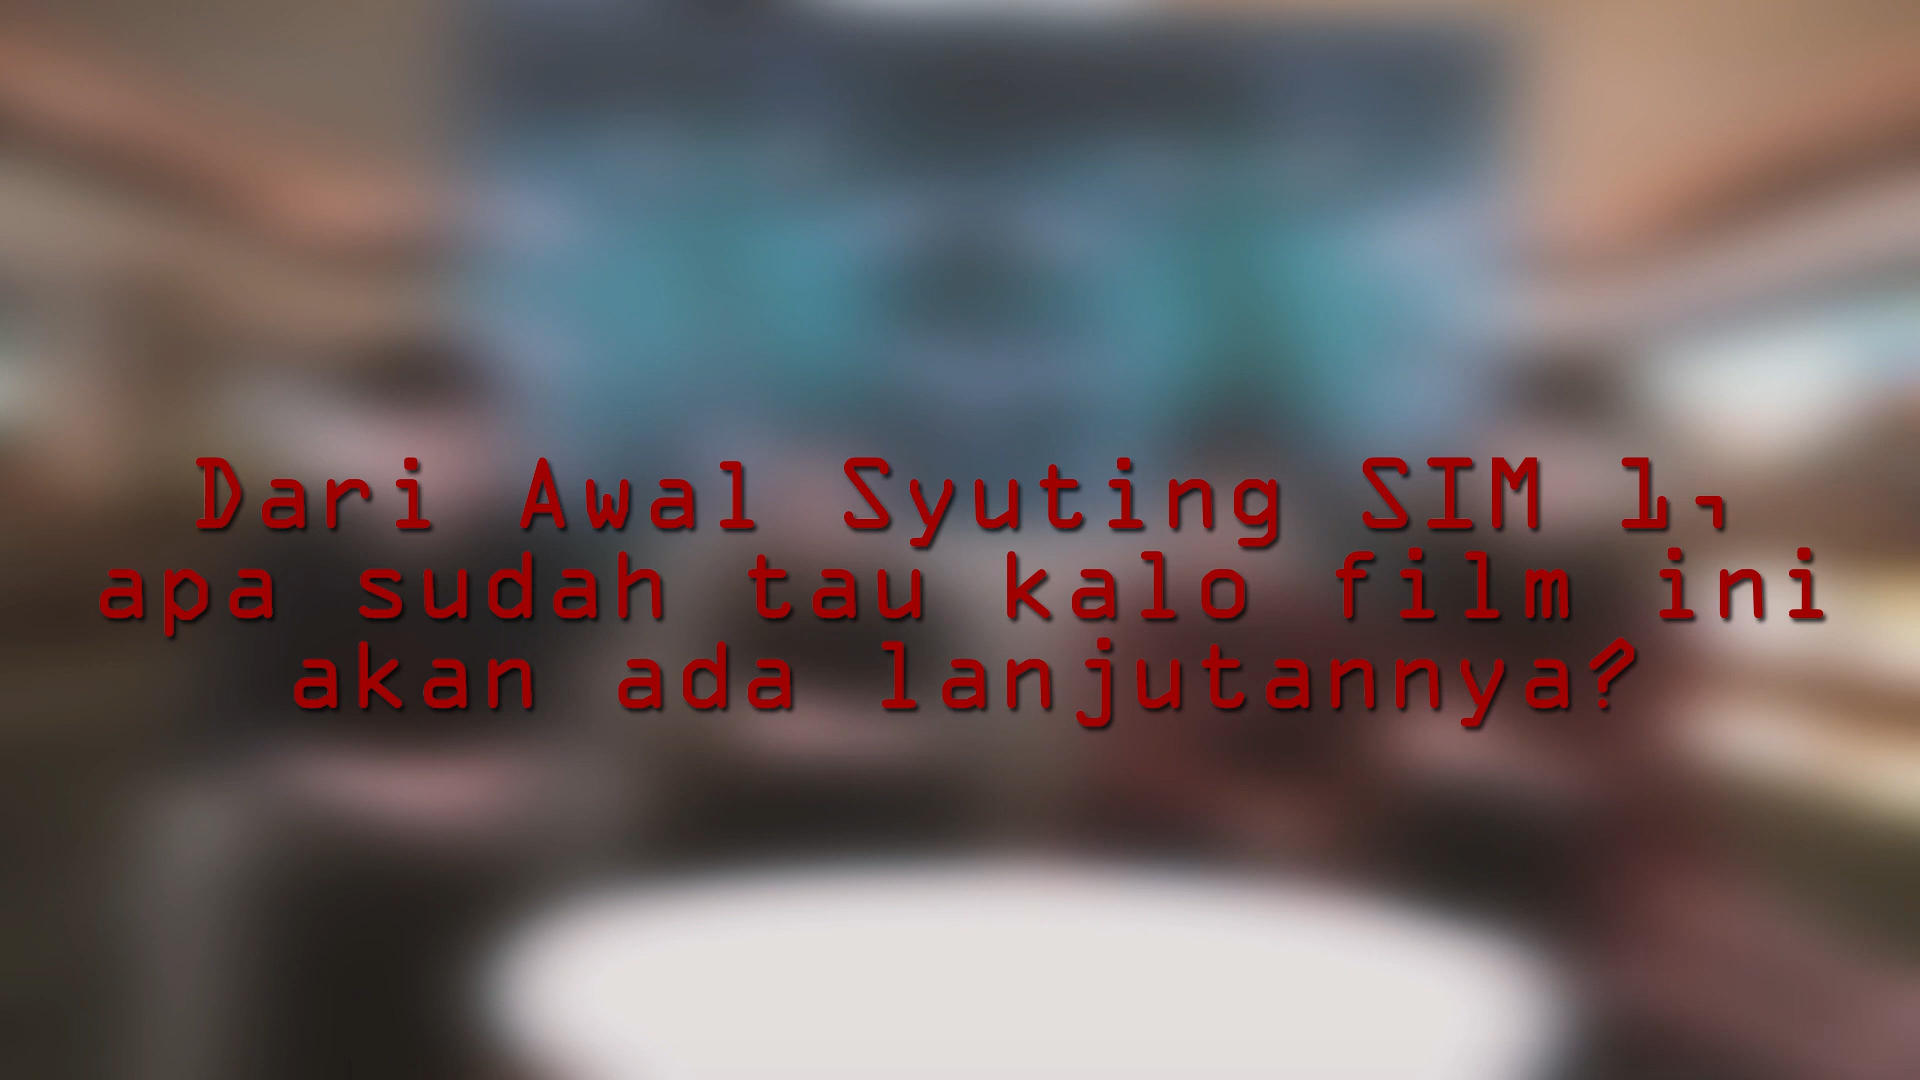 Dari Awal Syuting SIM 1,
apa sudah tau kalo film ini
akan ada lanjutannya?